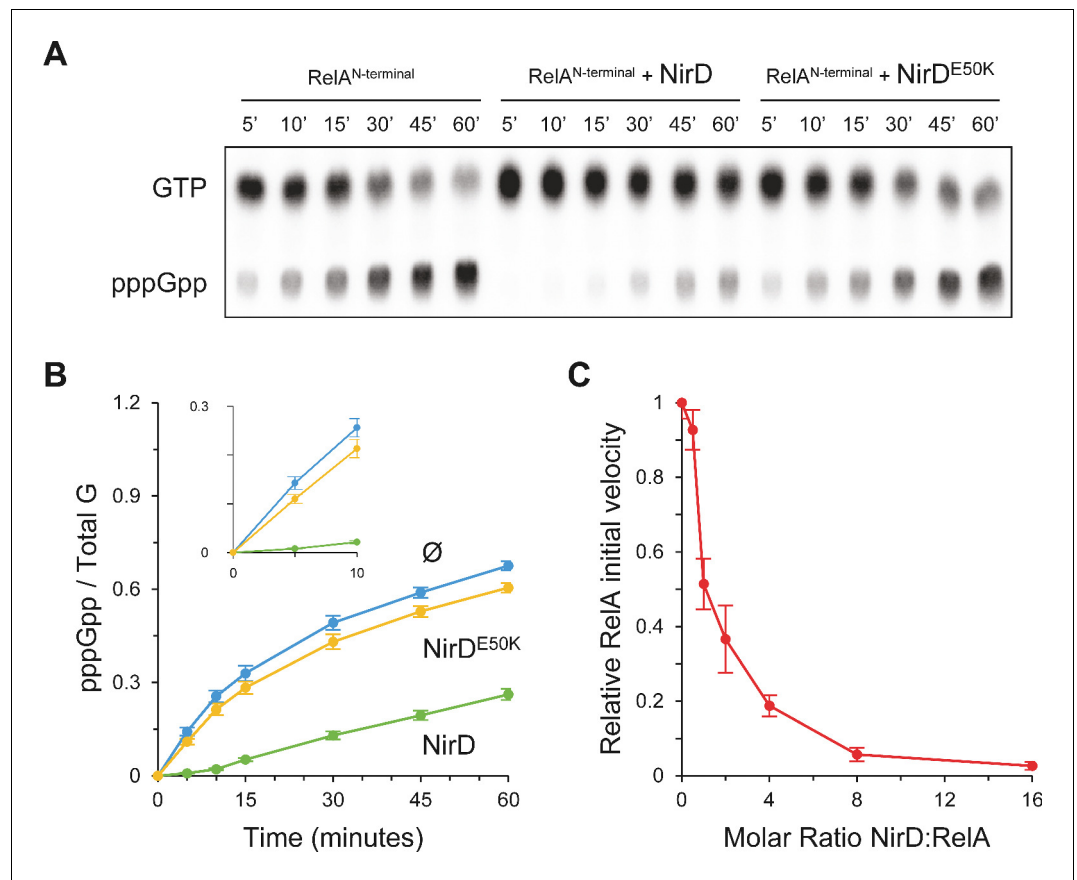 A
RelA^N-terminal RelA^N-terminal + NirD RelA^N-terminal + NirD^E50K
5’ 10’ 15’ 30’ 45’ 60’ 5’ 10’ 15’ 30’ 45’ 60’ 5’ 10’ 15’ 30’ 45’ 60’
GTP
pppGpp
B
pppGpp / Total G
1.2
0.9
0.6
0.3
0
0.3
0
0 10
Ø
NirD^E50K
NirD
0 15 30 45 60
Time (minutes)
C
Relative RelA initial velocity
1
0.8
0.6
0.4
0.2
0
0 4 8 12 16
Molar Ratio NirD:RelA